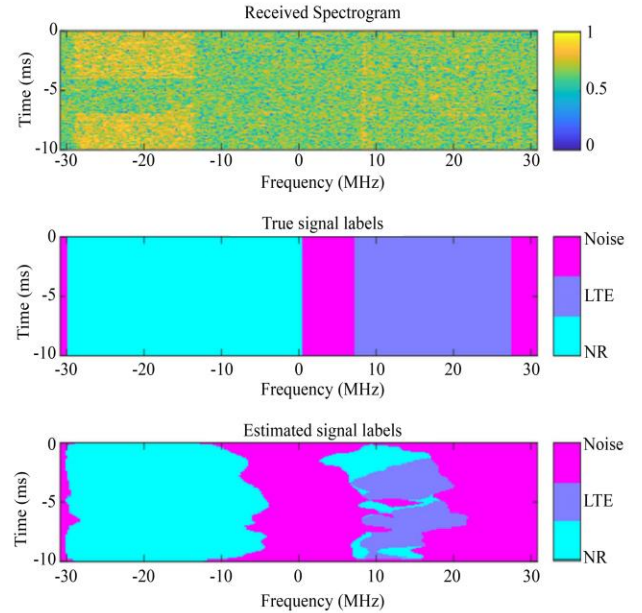 Received Spectrogram
0
-5
-10
Time (ms)
-30 -20 -10 0 10 20 30
Frequency (MHz)
1
0.5
0
True signal labels
0
-5
-10
Time (ms)
-30 -20 -10 0 10 20 30
Frequency (MHz)
Noise
LTE
NR
Estimated signal labels
0
-5
-10
Time (ms)
-30 -20 -10 0 10 20 30
Frequency (MHz)
Noise
LTE
NR